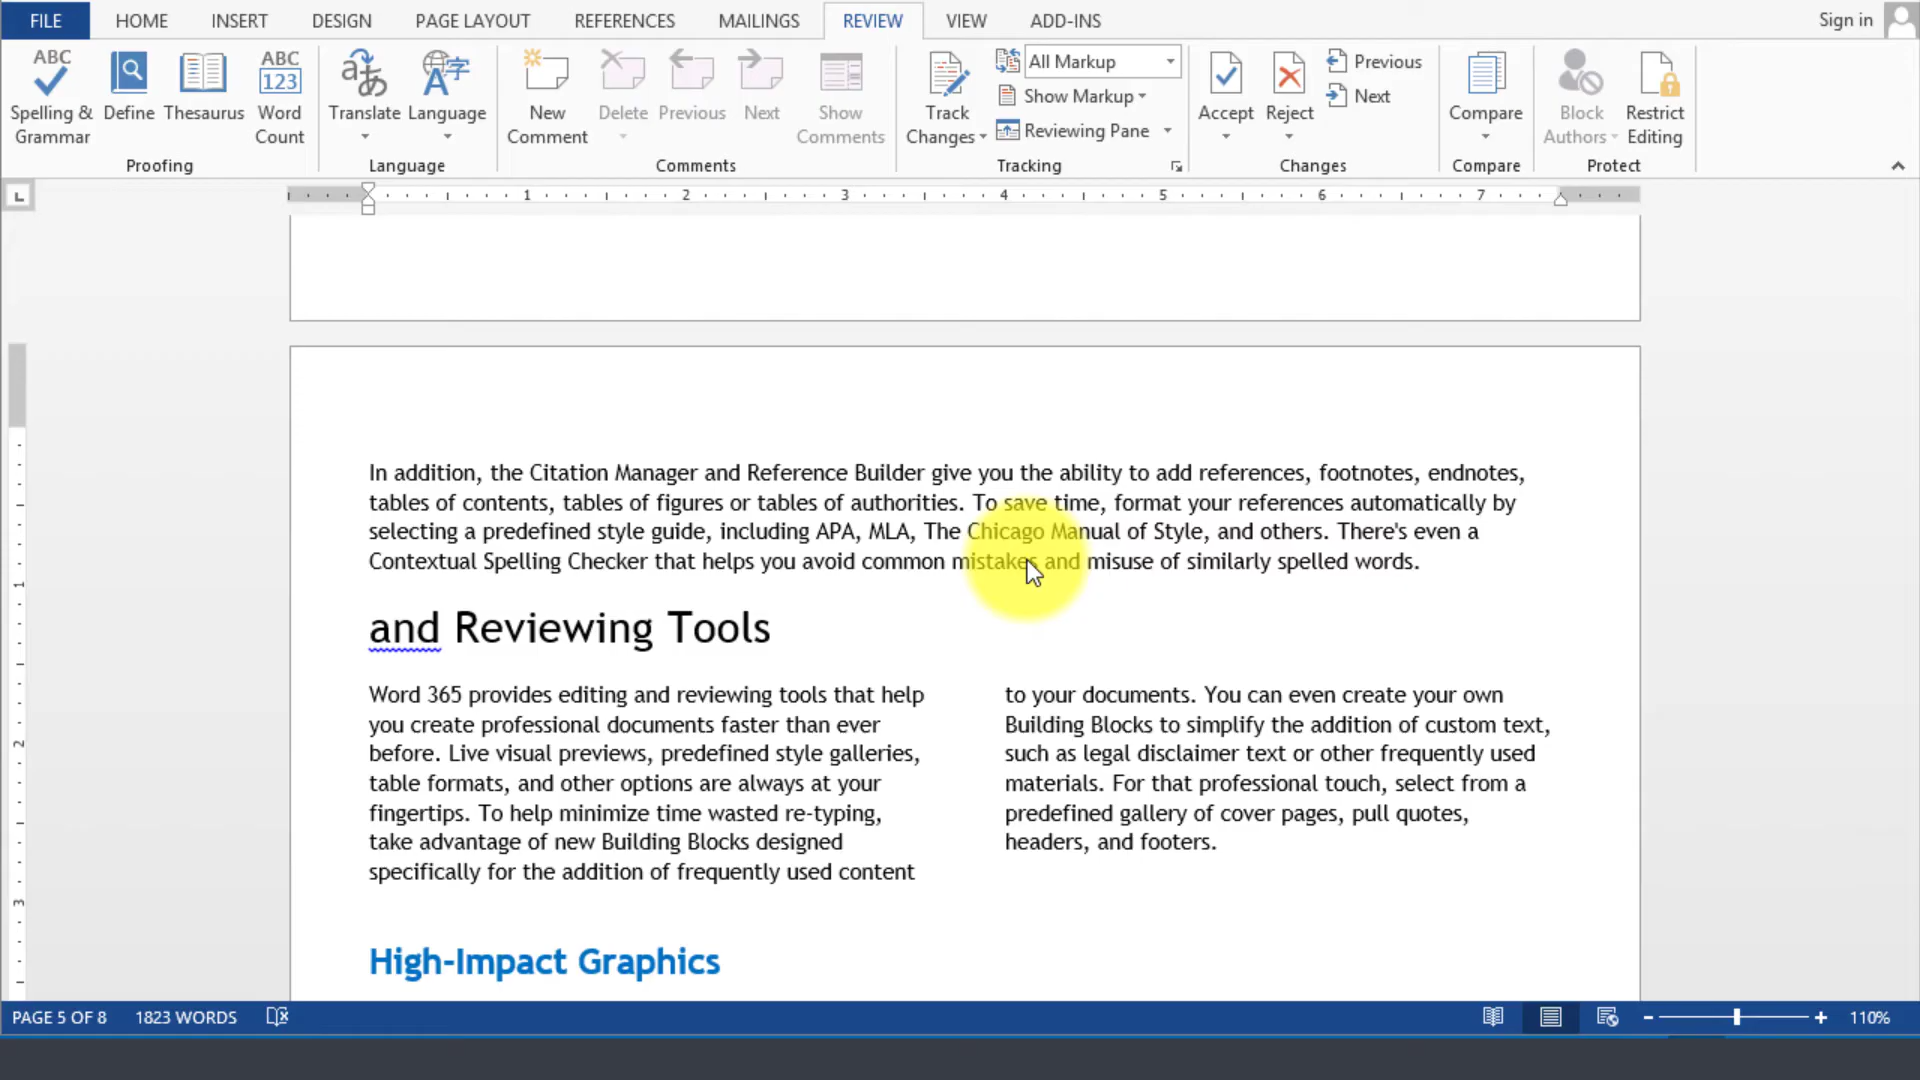 FILE HOME INSERT DESIGN PAGE LAYOUT REFERENCES MAILINGS REVIEW VIEW ADD-INS Sign in
ABC
Spelling &
Grammar
Define
Thesaurus
ABC
123
Word
Count
Proofing
Translate
Language
Language
New
Comment
Delete
Previous
Next
Show
Comments
Comments
Track
Changes
All Markup
Show Markup
Reviewing Pane
Tracking
Accept
Reject
Previous
Next
Changes
Compare
Compare
Block
Authors
Restrict
Editing
Protect
L
1 2 3 4 5 6 7
In addition, the Citation Manager and Reference Builder give you the ability to add references, footnotes, endnotes,
tables of contents, tables of figures or tables of authorities. To save time, format your references automatically by
selecting a predefined style guide, including APA, MLA, The Chicago Manual of Style, and others. There's even a
Contextual Spelling Checker that helps you avoid common mistakes and misuse of similarly spelled words.
and Reviewing Tools
Word 365 provides editing and reviewing tools that help
you create professional documents faster than ever
before. Live visual previews, predefined style galleries,
table formats, and other options are always at your
fingertips. To help minimize time wasted re-typing,
take advantage of new Building Blocks designed
specifically for the addition of frequently used content
to your documents. You can even create your own
Building Blocks to simplify the addition of custom text,
such as legal disclaimer text or other frequently used
materials. For that professional touch, select from a
predefined gallery of cover pages, pull quotes,
headers, and footers.
High-Impact Graphics
1
2
3
PAGE 5 OF 8 1823 WORDS 110%